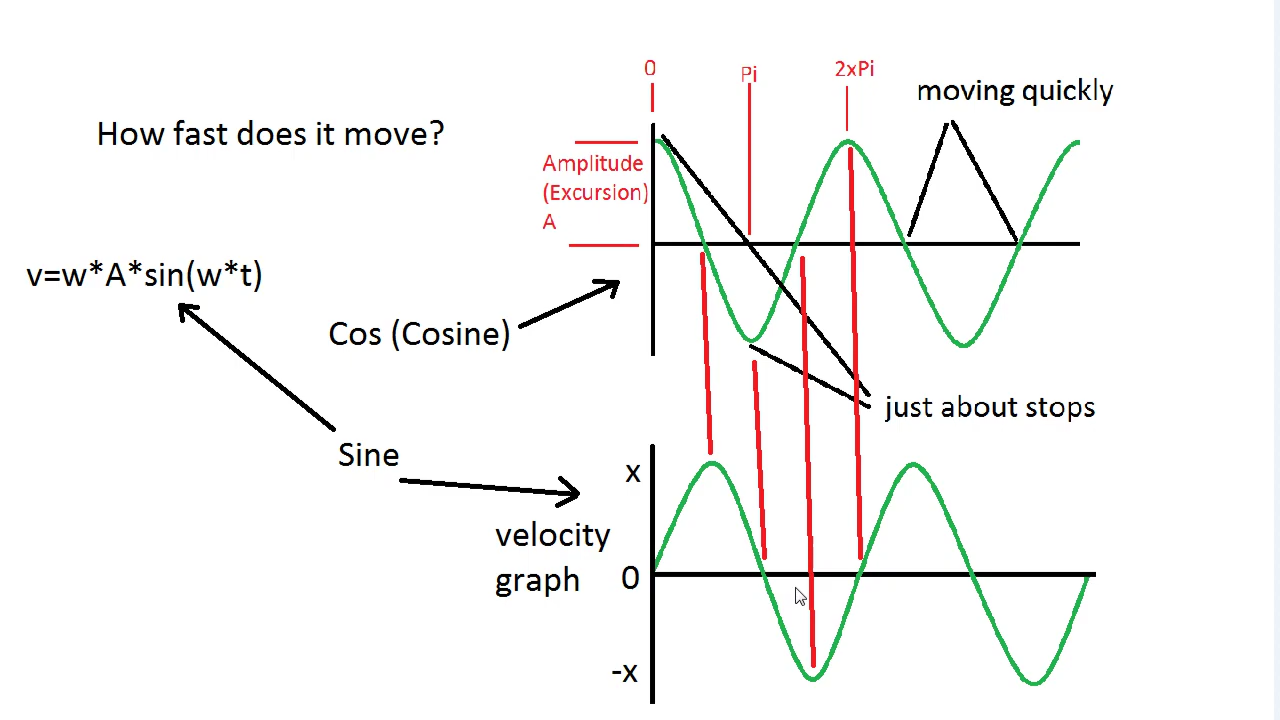 0
Pi
2xPi
moving quickly
How fast does it move?
Amplitude
(Excursion)
A
v=w*A*sin(w*t)
Cos (Cosine)
just about stops
Sine
x
velocity
graph
0
-x